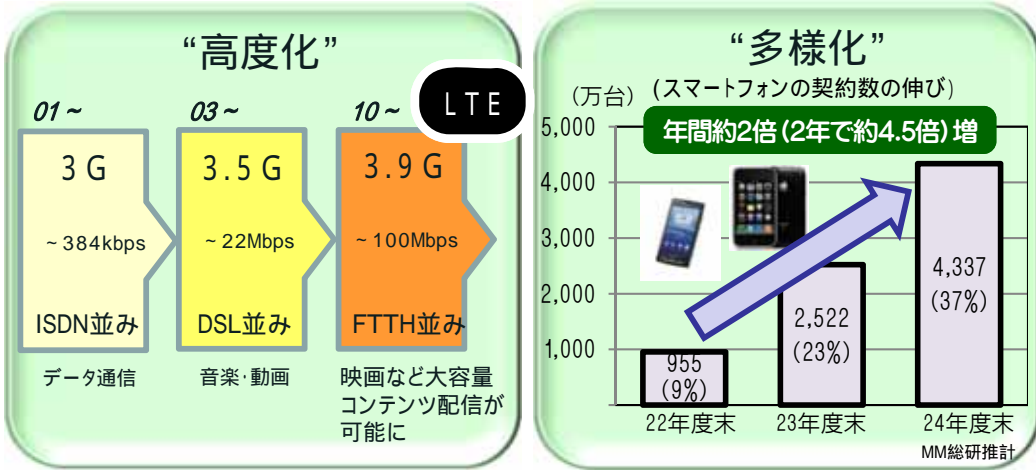 “高度化”
LTE
01~
03~
10~
3G
3.5G
3.9G
~384kbps
~22Mbps
~100Mbps
ISDN並み
DSL並み
FTTH並み
データ通信
音楽・動画
映画など大容量
コンテンツ配信が
可能に
“多様化”
(スマートフォンの契約数の伸び)
(万台)
年間約2倍(2年で約4.5倍)増
5,000
4,000
3,000
2,000
1,000
955
(9%)
2,522
(23%)
4,337
(37%)
22年度末
23年度末
24年度末
MM総研推計